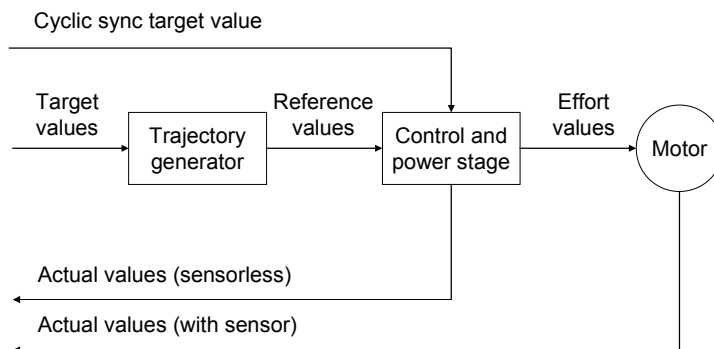 Cyclic sync target value
Target
values
Trajectory
generator
Reference
values
Control and
power stage
Effort
values
Motor
Actual values (sensorless)
Actual values (with sensor)